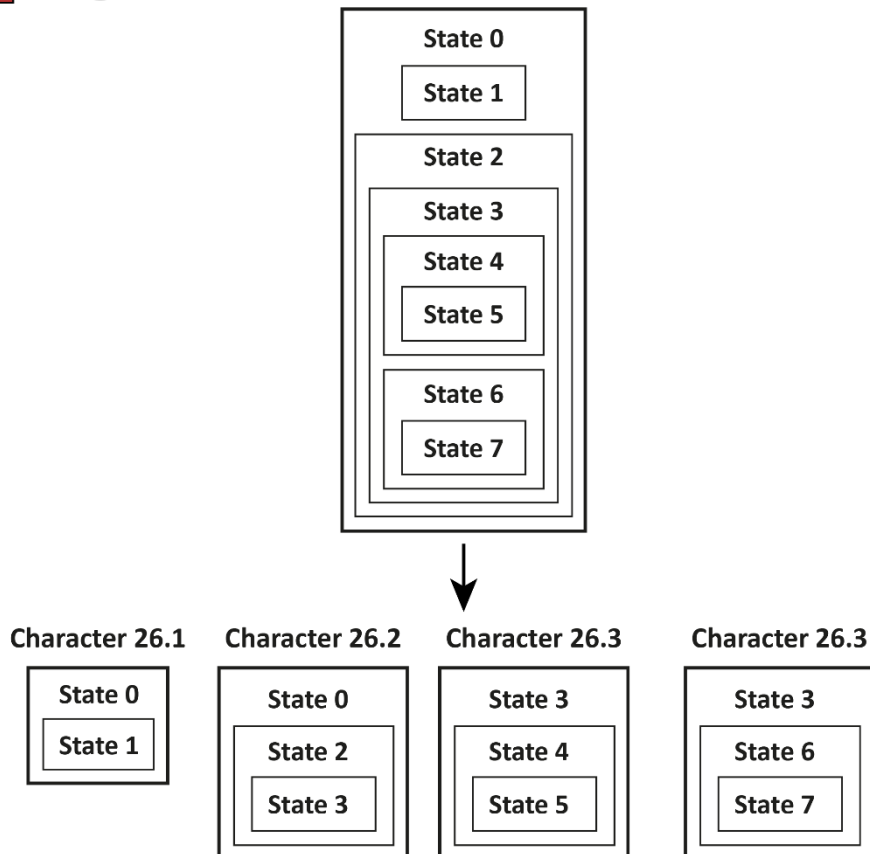 State 0
State 1
State 2
State 3
State 4
State 5
State 6
State 7
Character 26.1 Character 26.2 Character 26.3 Character 26.3
State 0 State 0 State 3 State 3
State 1 State 2 State 4 State 6
State 3 State 5 State 7